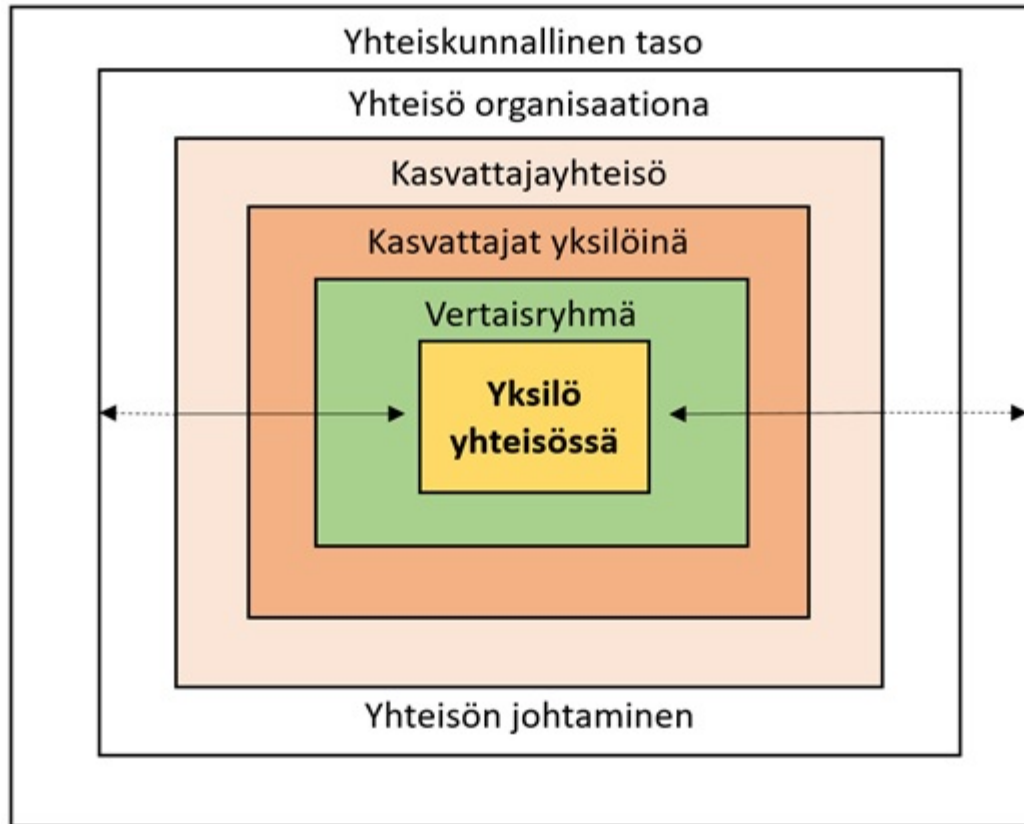 Yhteiskunnallinen taso
Yhteisö organisaationa
Kasvattajayhteisö
Kasvattajat yksilöinä
Vertaisryhmä
Yksilö
yhteisössä
Yhteisön johtaminen